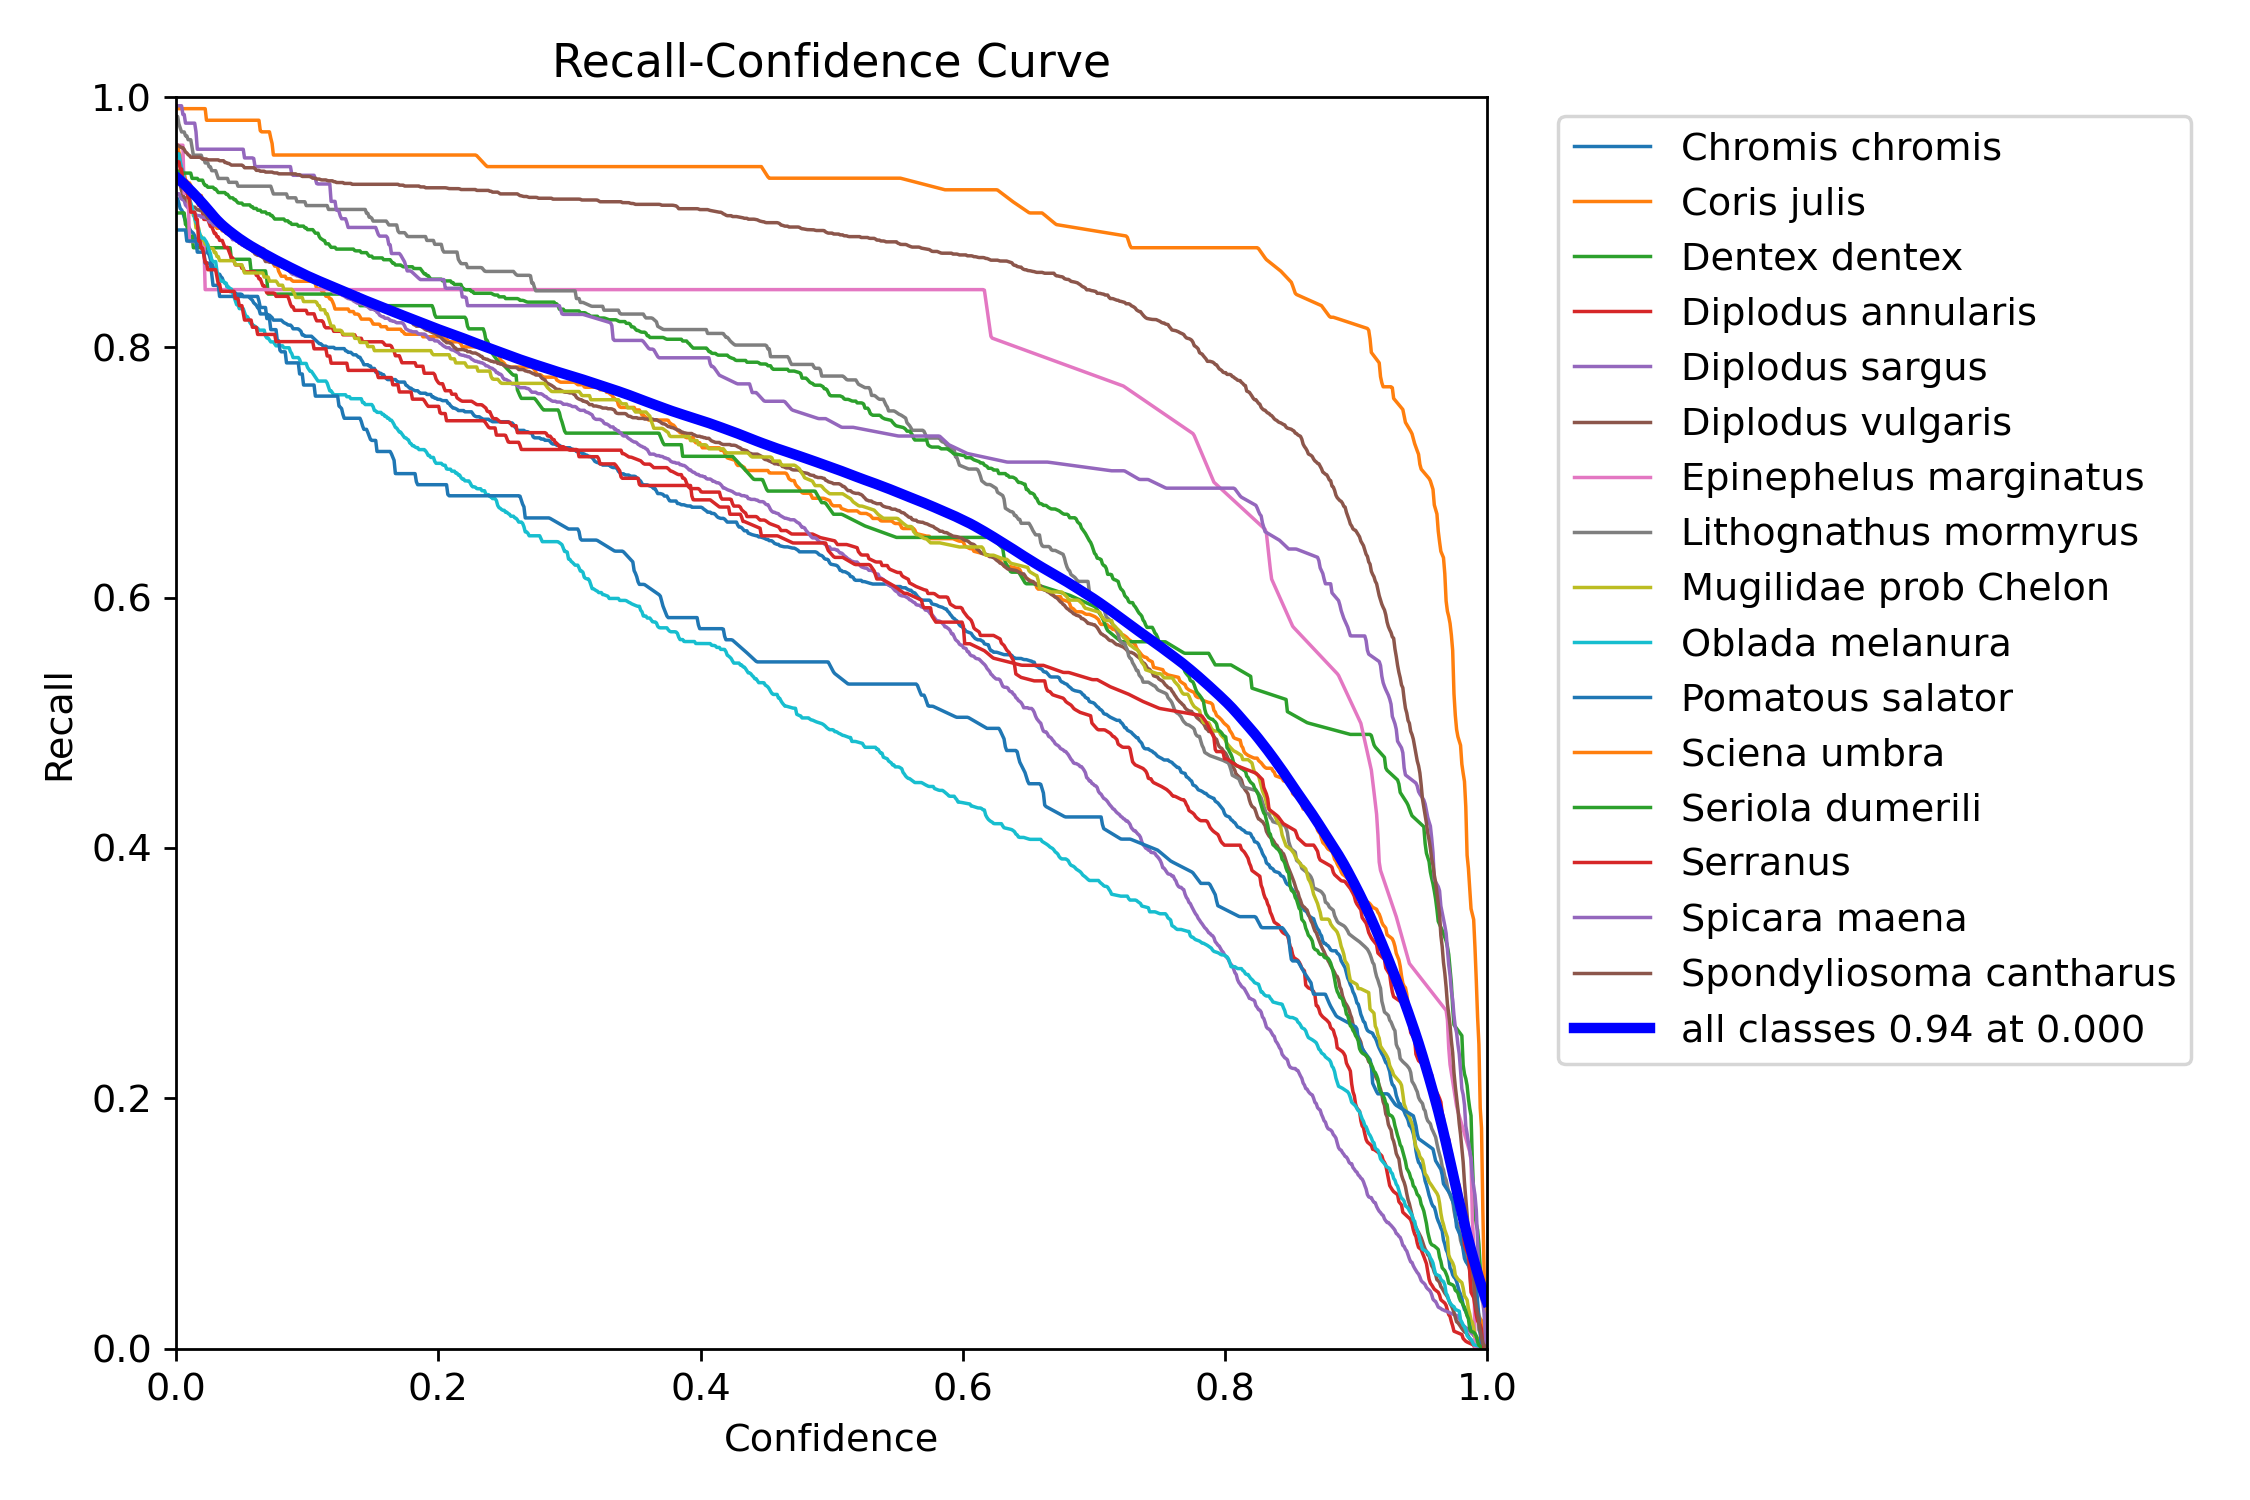 Recall-Confidence Curve
1.0
0.8
0.6
0.4
0.2
0.0
Recall
0.0 0.2 0.4 0.6 0.8 1.0
Confidence
Chromis chromis
Coris julis
Dentex dentex
Diplodus annularis
Diplodus sargus
Diplodus vulgaris
Epinephelus marginatus
Lithognathus mormyrus
Mugilidae prob Chelon
Oblada melanura
Pomatous salator
Sciena umbra
Seriola dumerili
Serranus
Spicara maena
Spondyliosoma cantharus
all classes 0.94 at 0.000